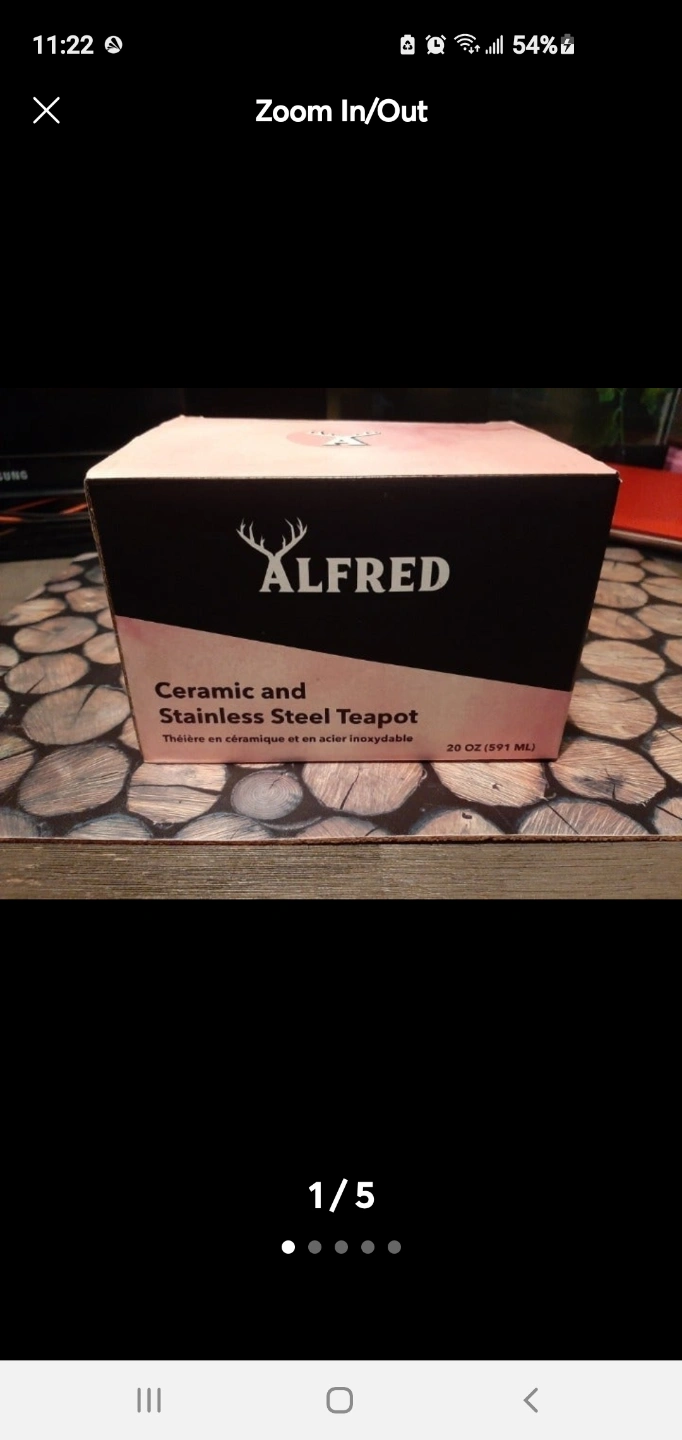 11:22
54%
Zoom In/Out
A
ALFRED
Ceramic and
Stainless Steel Teapot
Théière en céramique et en acier inoxydable
20 OZ (591 ML)
1/5